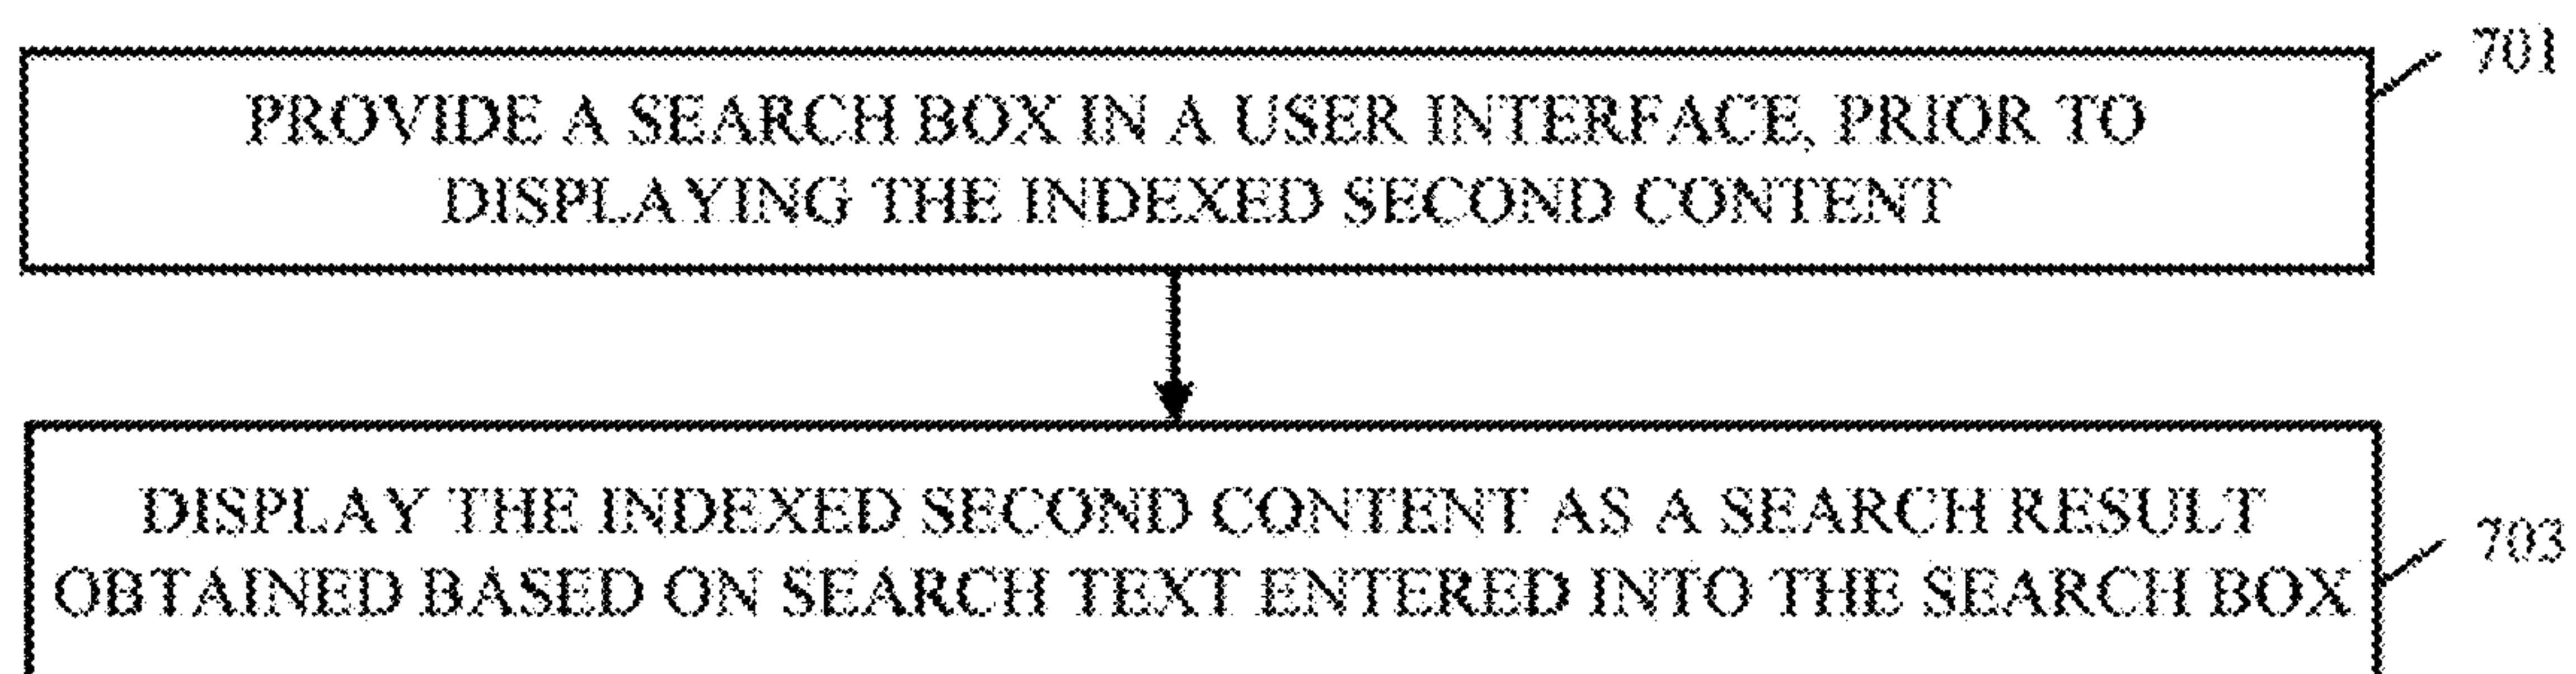 701
PROVIDE A SEARCH BOX IN A USER INTERFACE, PRIOR TO
DISPLAYING THE INDEXED SECOND CONTENT
DISPLAY THE INDEXED SECOND CONTENT AS A SEARCH RESULT
703
OBTAINED BASED ON SEARCH TEXT ENTERED INTO THE SEARCH BOX